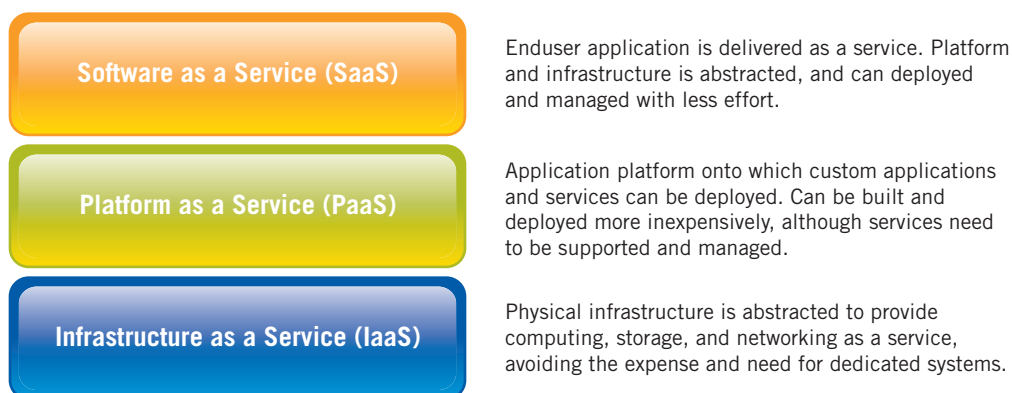 Software as a Service (SaaS)
Enduser application is delivered as a service. Platform
and infrastructure is abstracted, and can deployed
and managed with less effort.
Platform as a Service (PaaS)
Application platform onto which custom applications
and services can be deployed. Can be built and
deployed more inexpensively, although services need
to be supported and managed.
Infrastructure as a Service (IaaS)
Physical infrastructure is abstracted to provide
computing, storage, and networking as a service,
avoiding the expense and need for dedicated systems.